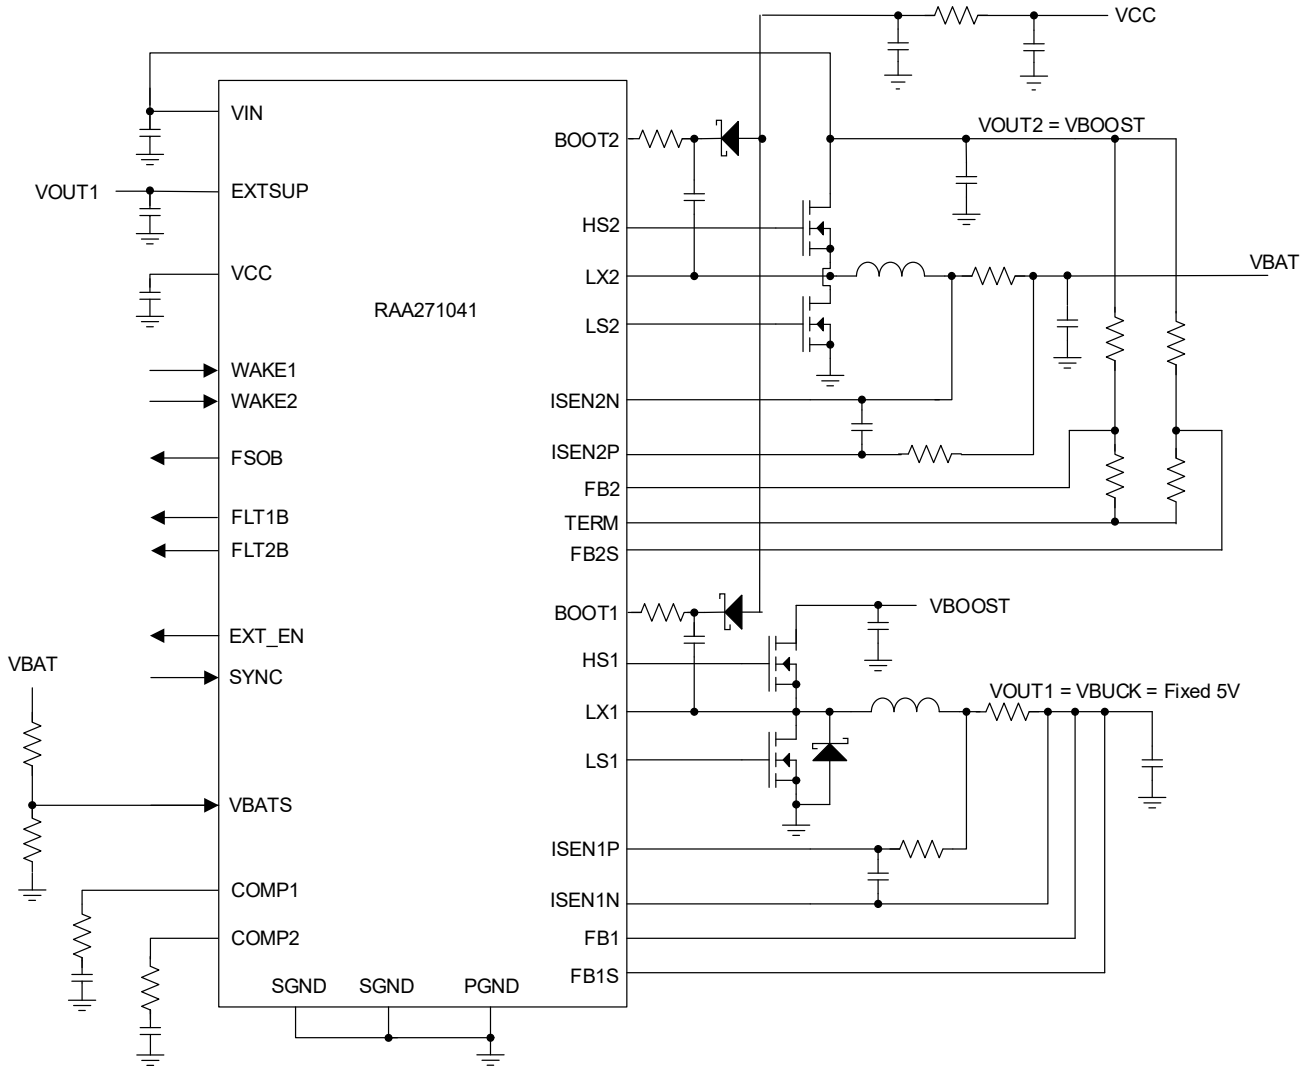 VCC
VIN
BOOT2
VOUT2 = VBOOST
VOUT1
EXTSUP
HS2
VCC
LX2
VBAT
RAA271041
LS2
WAKE1
WAKE2
ISEN2N
FSOB
ISEN2P
FB2
FLT1B
TERM
FLT2B
FB2S
BOOT1
VBOOST
EXT_EN
VBAT
HS1
SYNC
VOUT1 = VBUCK = Fixed 5V
LX1
LS1
VBATS
ISEN1P
COMP1
ISEN1N
COMP2
FB1
FB1S
SGND
SGND
PGND